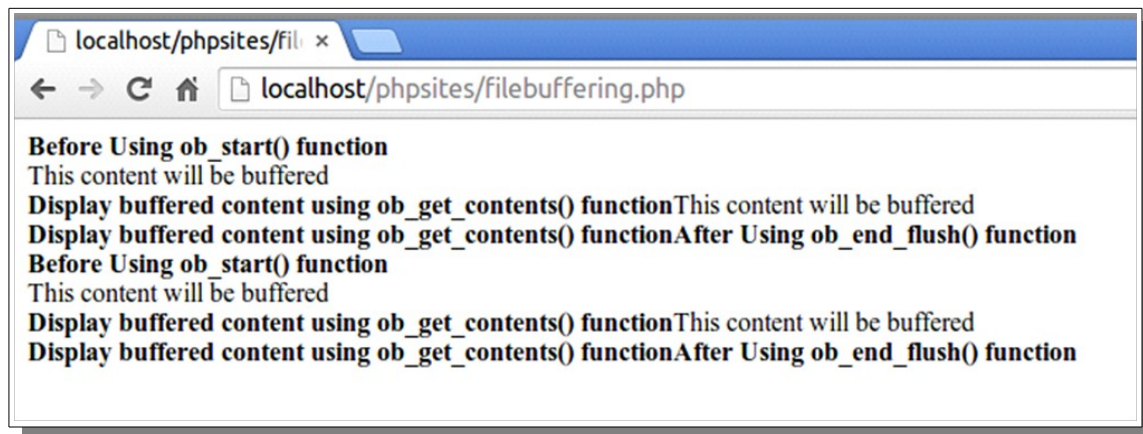 localhost/phpsites/fil
localhost/phpsites/filebuffering.php
Before Using ob_start() function
This content will be buffered
Display buffered content using ob_get_contents() functionThis content will be buffered
Display buffered content using ob_get_contents() functionAfter Using ob_end_flush() function
Before Using ob_start() function
This content will be buffered
Display buffered content using ob_get_contents() functionThis content will be buffered
Display buffered content using ob_get_contents() functionAfter Using ob_end_flush() function